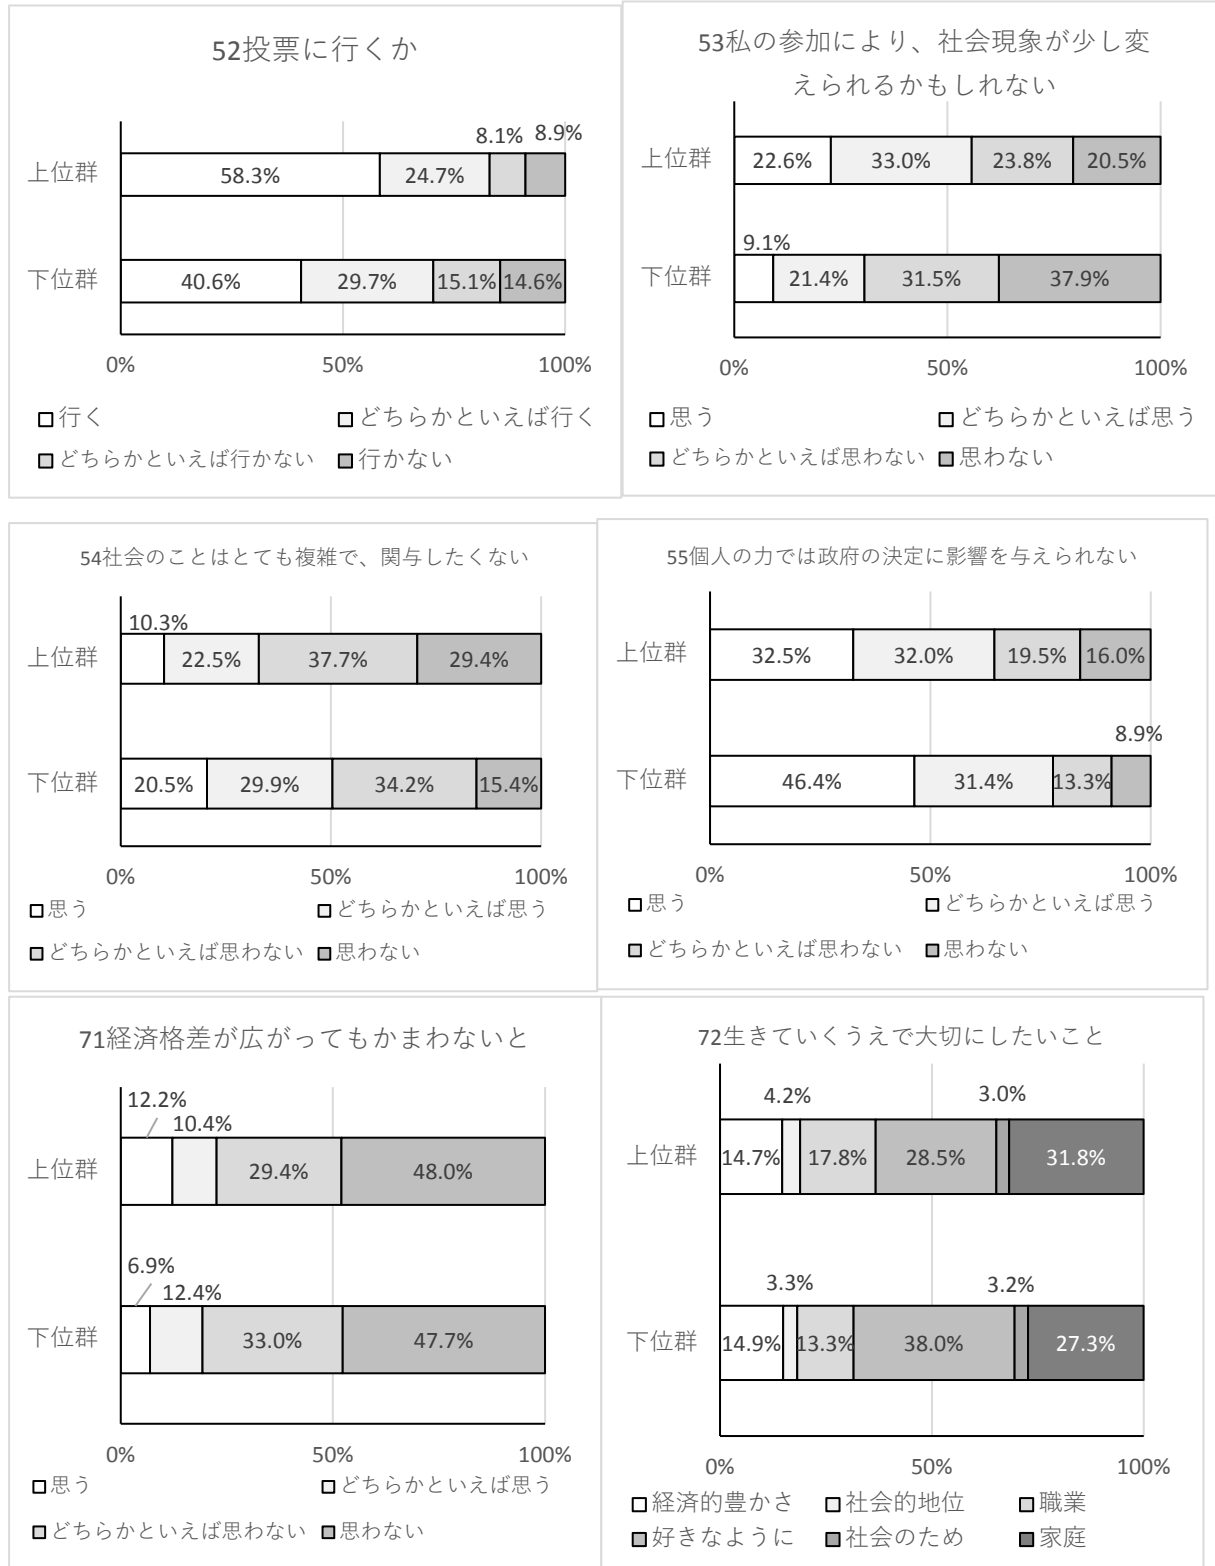 52投票に行くか
8.1%
8.9%
上位群
58.3%
24.7%
下位群
40.6%
29.7%
15.1%
14.6%
0%
50%
100%
行く
どちらかといえば行く
どちらかといえば行かない
行かない
53私の参加により、社会現象が少し変
えられるかもしれない
上位群
22.6%
33.0%
23.8%
20.5%
9.1%
下位群
21.4%
31.5%
37.9%
0%
50%
100%
思う
どちらかといえば思う
どちらかといえば思わない
思わない
54社会のことはとても複雑で、関与したくない
10.3%
上位群
22.5%
37.7%
29.4%
下位群
20.5%
29.9%
34.2%
15.4%
0%
50%
100%
思う
どちらかといえば思う
どちらかといえば思わない
思わない
55個人の力では政府の決定に影響を与えられない
上位群
32.5%
32.0%
19.5%
16.0%
8.9%
下位群
46.4%
31.4%
13.3%
0%
50%
100%
思う
どちらかといえば思う
どちらかといえば思わない
思わない
71経済格差が広がってもかまわないと
12.2%
10.4%
上位群
29.4%
48.0%
6.9%
12.4%
下位群
33.0%
47.7%
0%
50%
100%
思う
どちらかといえば思う
どちらかといえば思わない
思わない
72生きていくうえで大切にしたいこと
4.2%
3.0%
上位群
14.7%
17.8%
28.5%
31.8%
3.3%
3.2%
下位群
14.9%
13.3%
38.0%
27.3%
0%
50%
100%
経済的豊かさ
社会的地位
職業
好きなように
社会のため
家庭